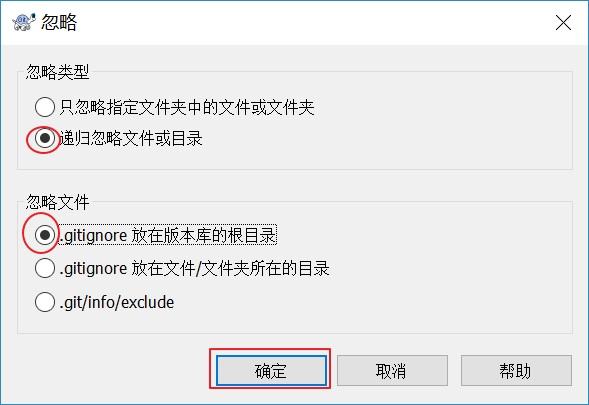 忽略
忽略类型
只忽略指定文件夹中的文件或文件夹
递归忽略文件或目录
忽略文件
.gitignore 放在版本库的根目录
.gitignore 放在文件/文件夹所在的目录
.git/info/exclude
确定
取消
帮助